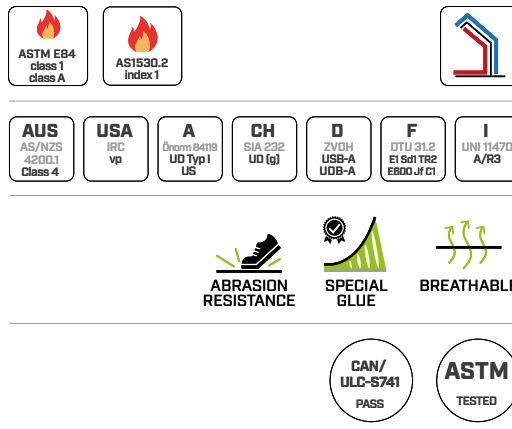 ASTM E84
class 1
class A
AS1530.2
index 1
AUS
AS/NZS
4200.1
Class 4
USA
IRC
vp
A
Önorm B4119
UD Typ I
US
CH
SIA 232
UD (g)
D
ZVDH
USB-A
UDB-A
F
DTU 31.2
E1 Sd1 TR2
E600 Jf C1
I
UNI 11470
A/R3
ABRASION
RESISTANCE
SPECIAL
GLUE
BREATHABLE
CAN/
ULC-S741
PASS
ASTM
TESTED